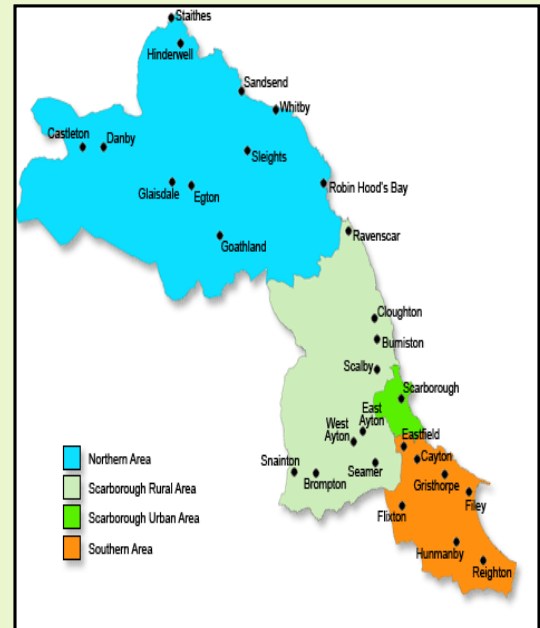 Staithes
Hinderwell
Sandsend
Whitby
Castleton
Danby
Sleights
Glaisdale
Egton
Robin Hood's Bay
Goathland
Ravenscar
Cloughton
Burniston
Scalby
Scarborough
East
Ayton
West
Ayton
Eastfield
Cayton
Snainton
Brompton
Seamer
Gristhorpe
Filey
Flixton
Hunmanby
Reighton
Northern Area
Scarborough Rural Area
Scarborough Urban Area
Southern Area